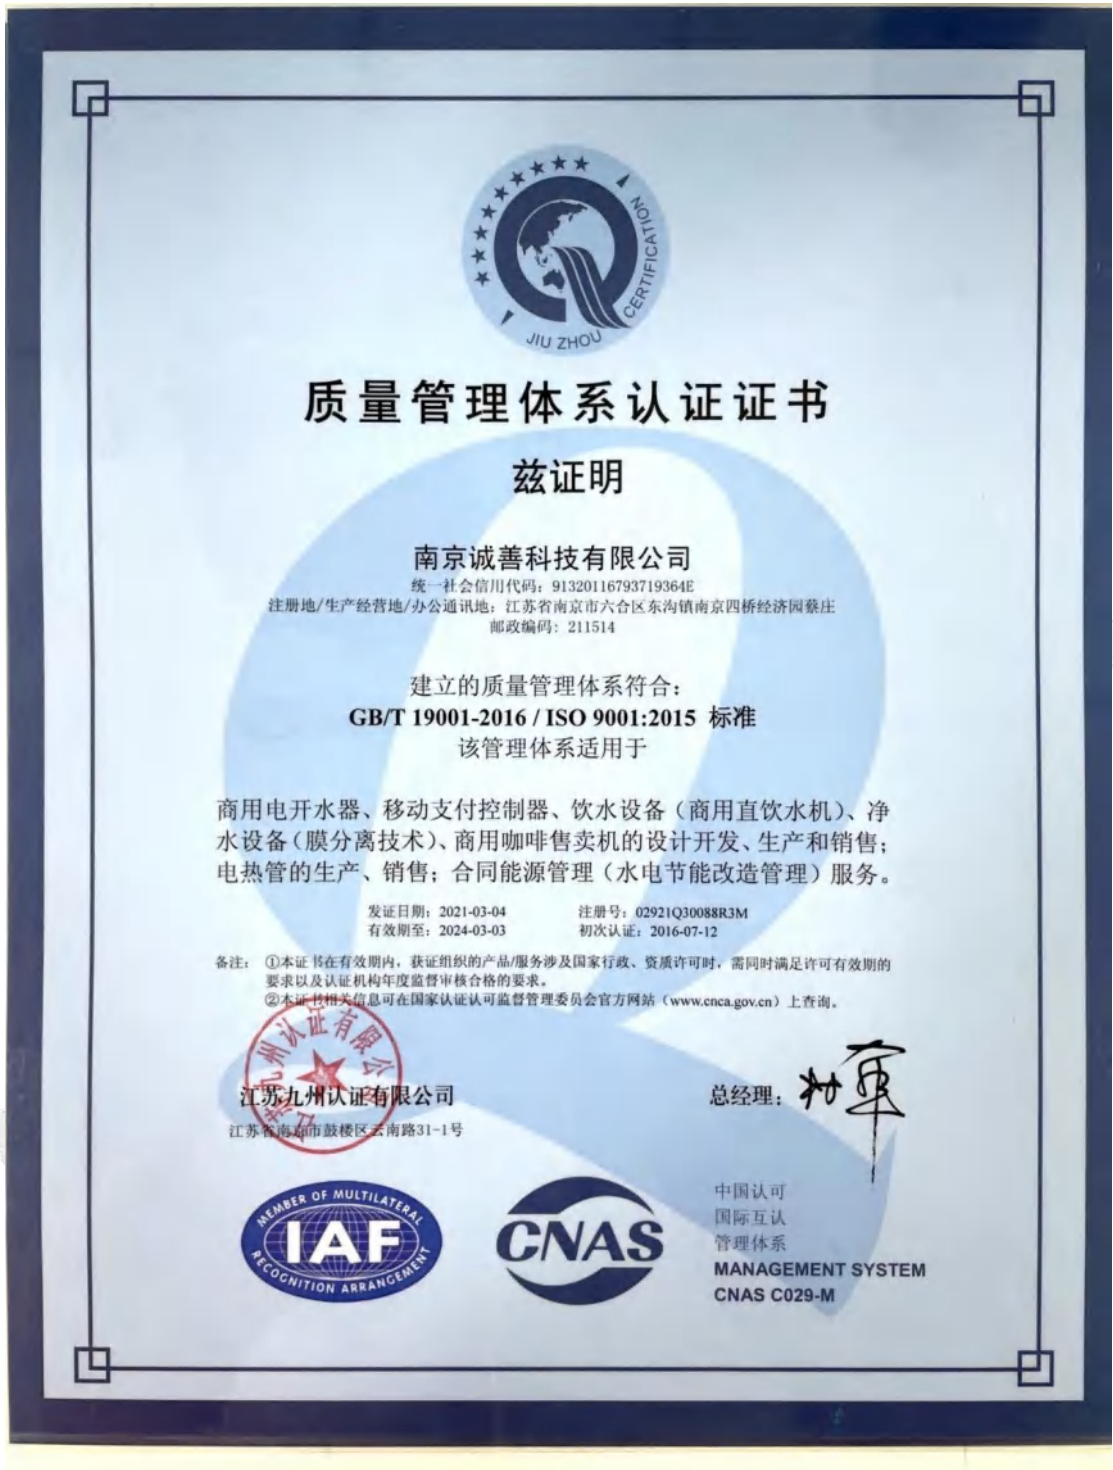 JIU ZHOU CERTIFICATION
质量管理体系认证证书
兹证明
南京诚善科技有限公司
统一社会信用代码：91320116793719364E
注册地/生产经营地/办公通讯地：江苏省南京市六合区东沟镇南京四桥经济园蔡庄
邮政编码：211514
建立的质量管理体系符合：
GB/T 19001-2016 / ISO 9001:2015 标准
该管理体系适用于
商用电开水器、移动支付控制器、饮水设备（商用直饮水机）、净
水设备（膜分离技术）、商用咖啡售卖机的设计开发、生产和销售；
电热管的生产、销售；合同能源管理（水电节能改造管理）服务。
发证日期：2021-03-04 注册号：02921Q30088R3M
有效期至：2024-03-03 初次认证：2016-07-12
备注：①本证书在有效期内，获证组织的产品/服务涉及国家行政、资质许可时，需同时满足许可有效期的
要求以及认证机构年度监督审核合格的要求。
②本证书相关信息可在国家认证认可监督管理委员会官方网站（www.cnca.gov.cn）上查询。
江苏九州认证有限公司
江苏九州认证有限公司
江苏省南京市鼓楼区云南路31-1号
总经理：
MEMBER OF MULTILATERAL
IAF
RECOGNITION ARRANGEMENT
CNAS
中国认可
国际互认
管理体系
MANAGEMENT SYSTEM
CNAS C029-M